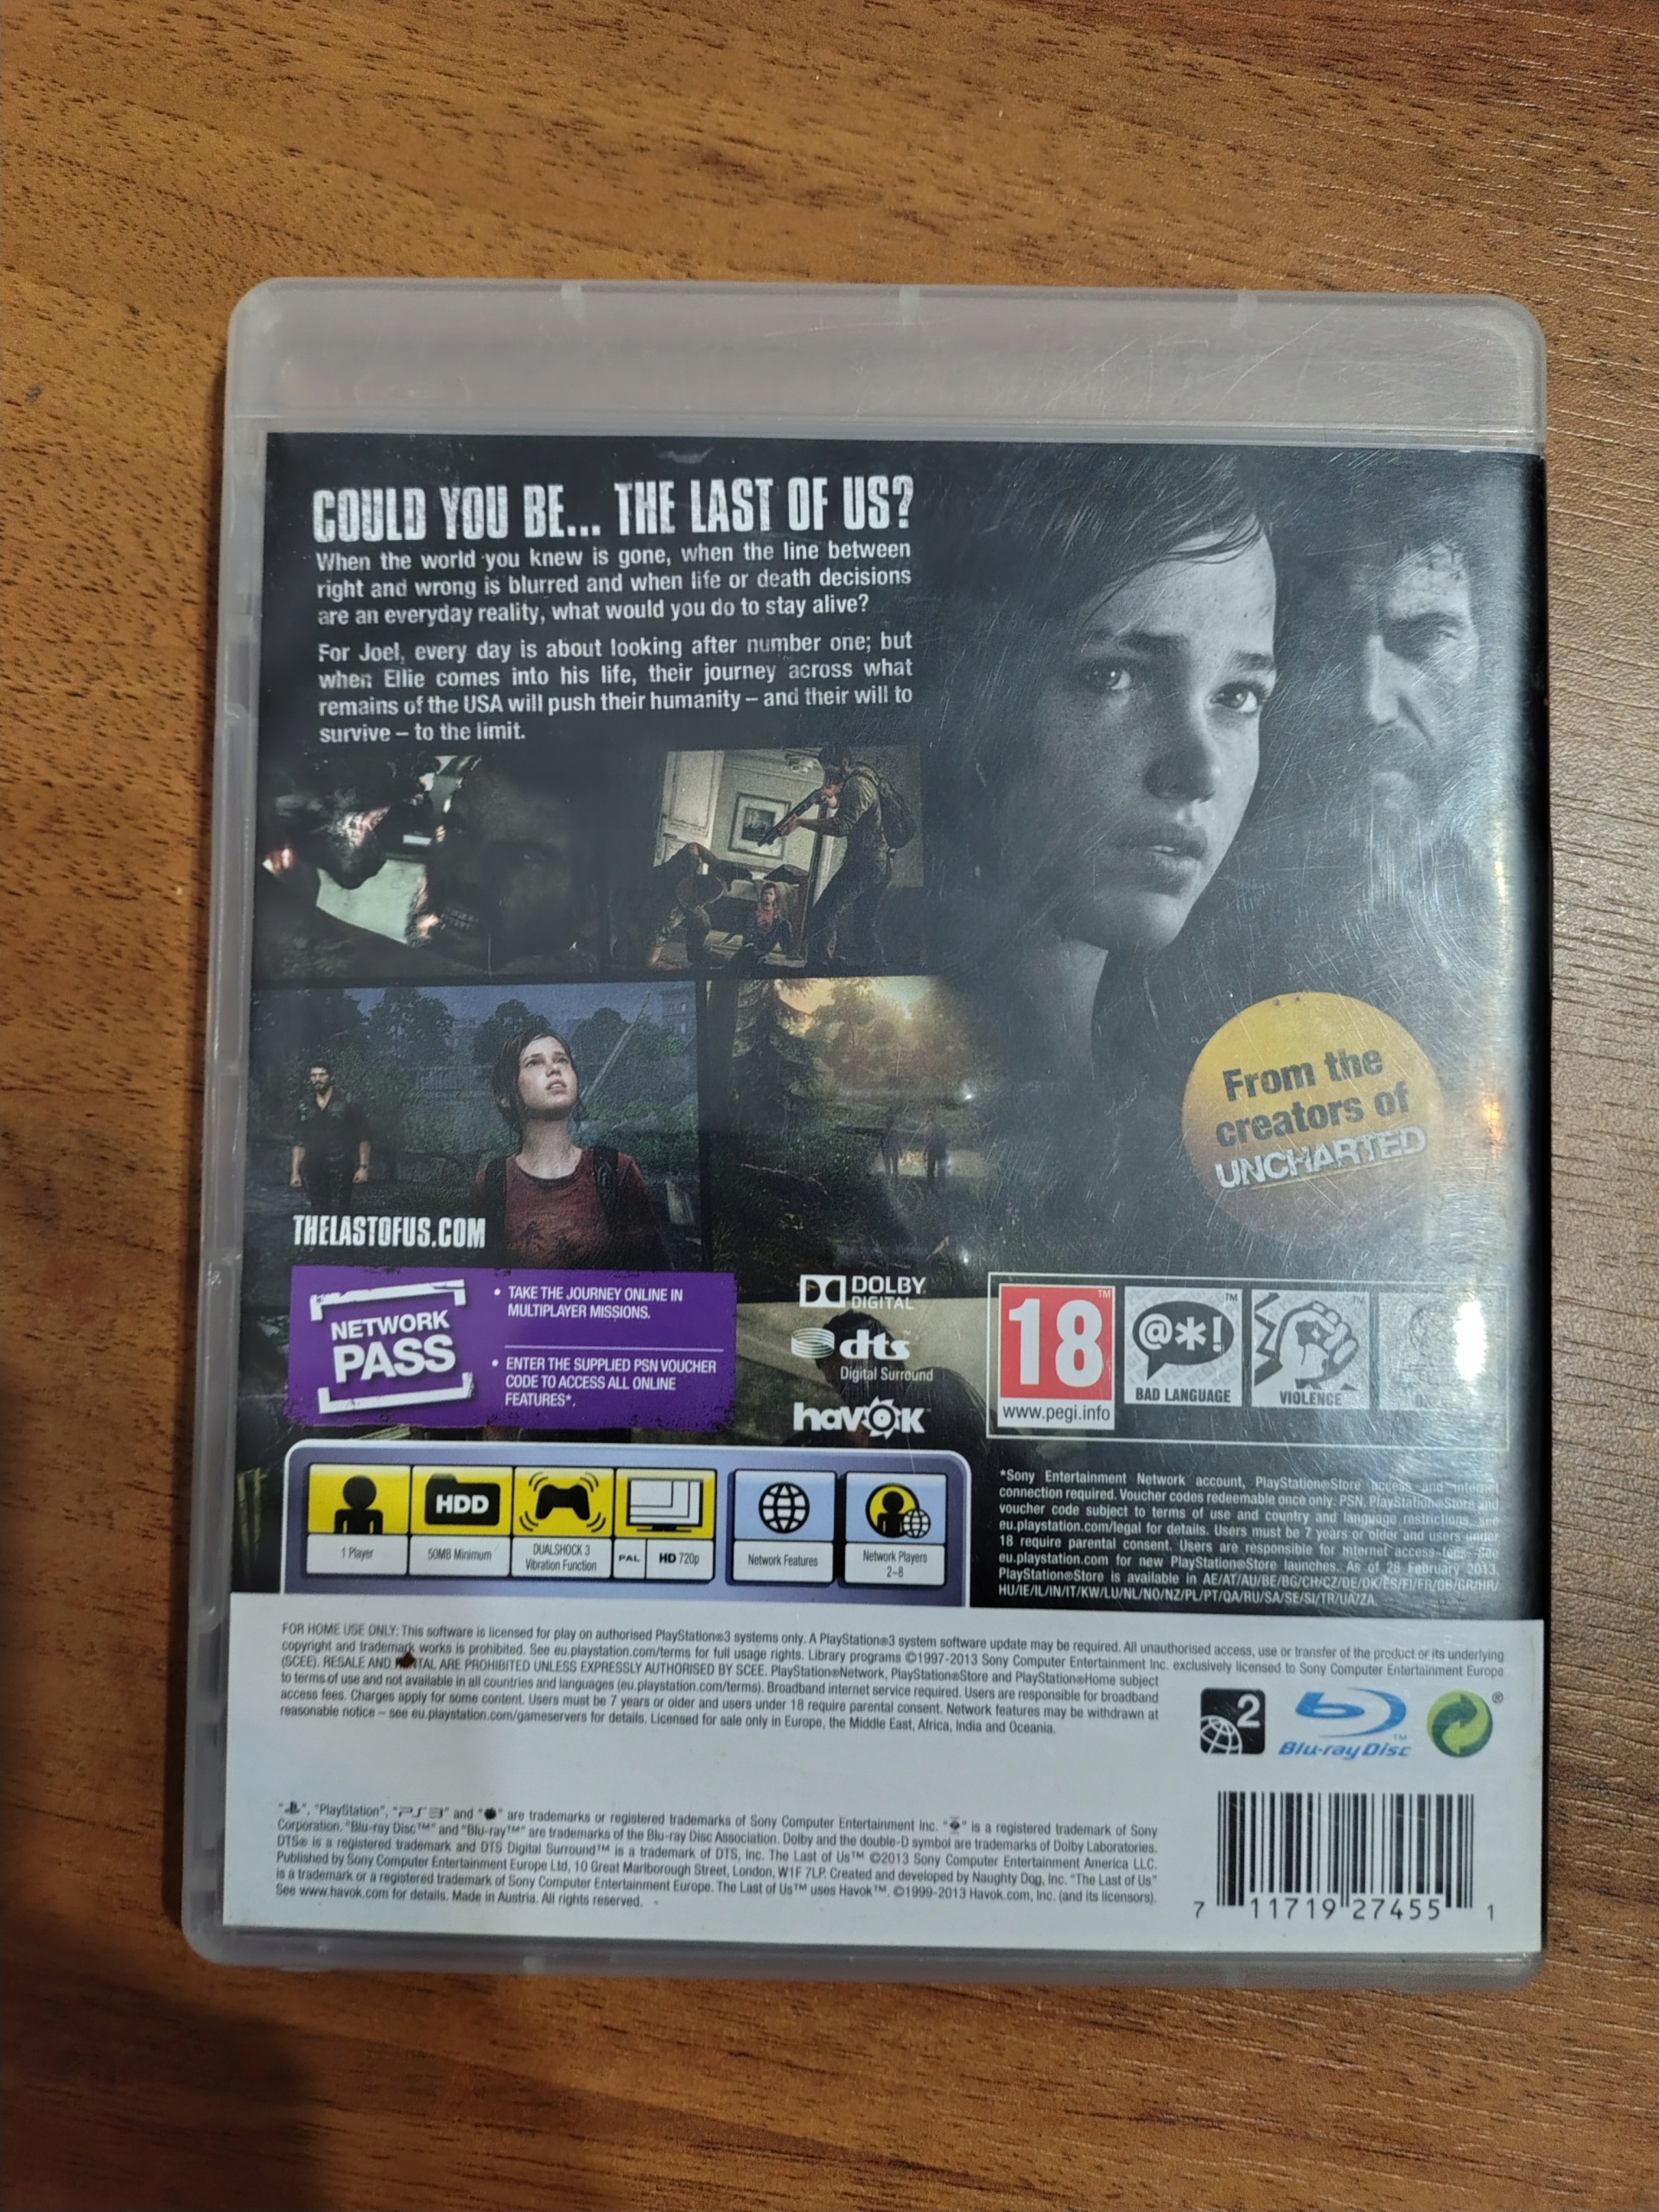 COULD YOU BE... THE LAST OF US?
When the world you knew is gone, when the line between
right and wrong is blurred and when life or death decisions
are an everyday reality, what would you do to stay alive?
For Joel, every day is about looking after number one; but
when Ellie comes into his life, their journey across what
remains of the USA will push their humanity – and their will to
survive – to the limit.
From the
creators of
UNCHARTED
THELASTOFUS.COM
NETWORK
PASS
• TAKE THE JOURNEY ONLINE IN
MULTIPLAYER MISSIONS.
• ENTER THE SUPPLIED PSN VOUCHER
CODE TO ACCESS ALL ONLINE
FEATURES*.
DOLBY
DIGITAL
dts
Digital Surround
havok
18
www.pegi.info
@*!
BAD LANGUAGE
VIOLENCE
HDD
1 Player
50MB Minimum
DUALSHOCK 3
Vibration Function
PAL
HD 720p
Network Features
Network Players
2-8
*Sony Entertainment Network account, PlayStation®Store access and internet
connection required. Voucher codes redeemable once only. PSN, PlayStation®Store and
voucher code subject to terms of use and country and language restrictions, see
eu.playstation.com/legal for details. Users must be 7 years or older and users under
18 require parental consent. Users are responsible for internet access fees. See
eu.playstation.com for new PlayStation®Store launches. As of 28 February 2013,
PlayStation®Store is available in AE/AT/AU/BE/BG/CH/CZ/DE/DK/ES/FI/FR/GB/GR/HR/
HU/IE/IL/IN/IT/KW/LU/NL/NO/NZ/PL/PT/QA/RU/SA/SE/SI/TR/UA/ZA.
FOR HOME USE ONLY: This software is licensed for play on authorised PlayStation®3 systems only. A PlayStation®3 system software update may be required. All unauthorised access, use or transfer of the product or its underlying
copyright and trademark works is prohibited. See eu.playstation.com/terms for full usage rights. Library programs ©1997-2013 Sony Computer Entertainment Inc. exclusively licensed to Sony Computer Entertainment Europe
(SCEE). RESALE AND RENTAL ARE PROHIBITED UNLESS EXPRESSLY AUTHORISED BY SCEE. PlayStation®Network, PlayStation®Store and PlayStation®Home subject
to terms of use and not available in all countries and languages (eu.playstation.com/terms). Broadband internet service required. Users are responsible for broadband
access fees. Charges apply for some content. Users must be 7 years or older and users under 18 require parental consent. Network features may be withdrawn at
reasonable notice – see eu.playstation.com/gameservers for details. Licensed for sale only in Europe, the Middle East, Africa, India and Oceania.
2
Blu-ray Disc™
"", "PlayStation", "PS3" and "" are trademarks or registered trademarks of Sony Computer Entertainment Inc. "" is a registered trademark of Sony
Corporation. "Blu-ray Disc™" and "Blu-ray™" are trademarks of the Blu-ray Disc Association. Dolby and the double-D symbol are trademarks of Dolby Laboratories.
DTS® is a registered trademark and DTS Digital Surround™ is a trademark of DTS, Inc. The Last of Us™ ©2013 Sony Computer Entertainment America LLC.
Published by Sony Computer Entertainment Europe Ltd, 10 Great Marlborough Street, London, W1F 7LP. Created and developed by Naughty Dog, Inc. "The Last of Us"
is a trademark or a registered trademark of Sony Computer Entertainment Europe. The Last of Us™ uses Havok™. ©1999-2013 Havok.com, Inc. (and its licensors).
See www.havok.com for details. Made in Austria. All rights reserved.
7 11719 27455 1